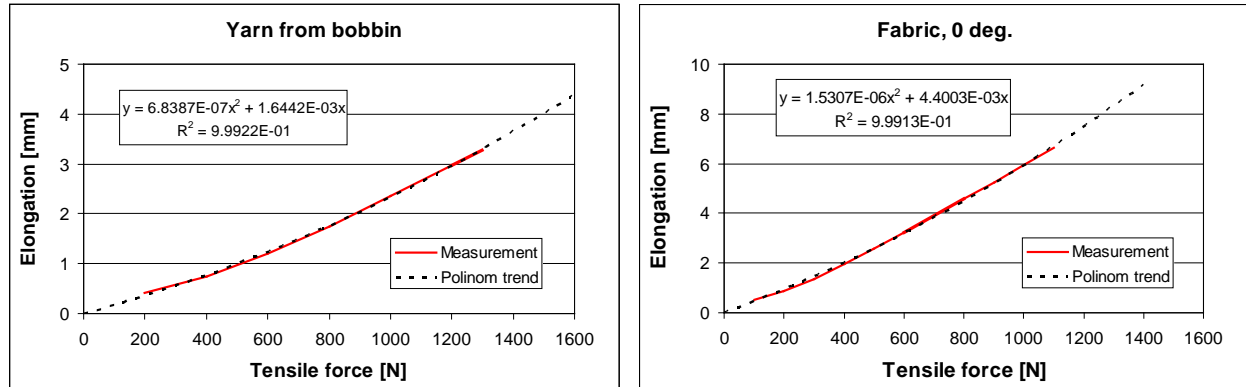 Yarn from bobbin
5
4
3
2
1
0
y = 6.8387E-07x² + 1.6442E-03x
R² = 9.9922E-01
Measurement
Polinom trend
0 200 400 600 800 1000 1200 1400 1600
Tensile force [N]
Elongation [mm]
Fabric, 0 deg.
10
8
6
4
2
0
y = 1.5307E-06x² + 4.4003E-03x
R² = 9.9913E-01
Measurement
Polinom trend
0 200 400 600 800 1000 1200 1400 1600
Tensile force [N]
Elongation [mm]